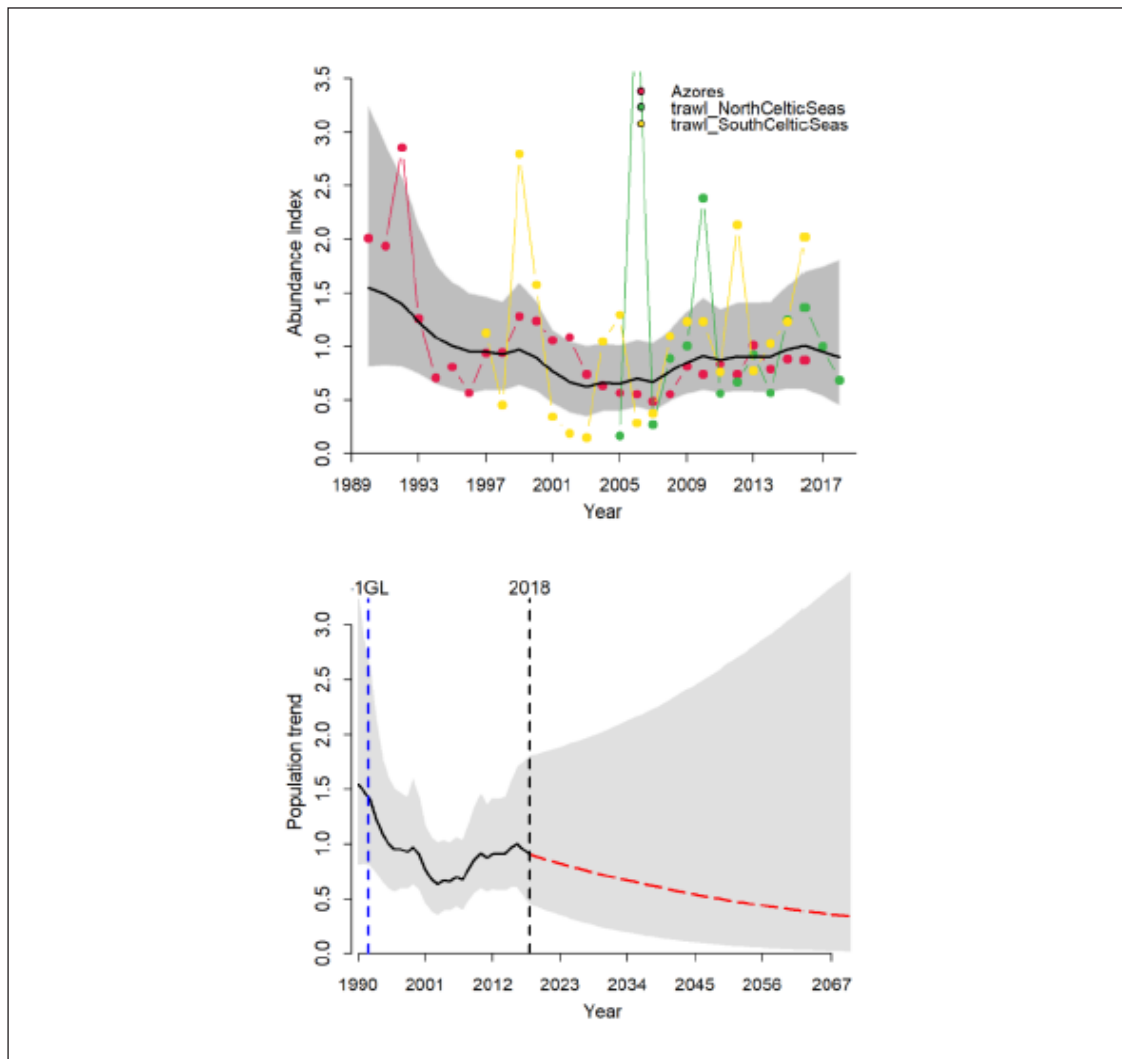 3.5
3.0
2.5
2.0
1.5
1.0
0.5
0.0
Abundance Index
Azores
trawl_NorthCelticSeas
trawl_SouthCelticSeas
1989 1993 1997 2001 2005 2009 2013 2017
Year
-1GL 2018
3.0
2.5
2.0
1.5
1.0
0.5
0.0
Population trend
1990 2001 2012 2023 2034 2045 2056 2067
Year